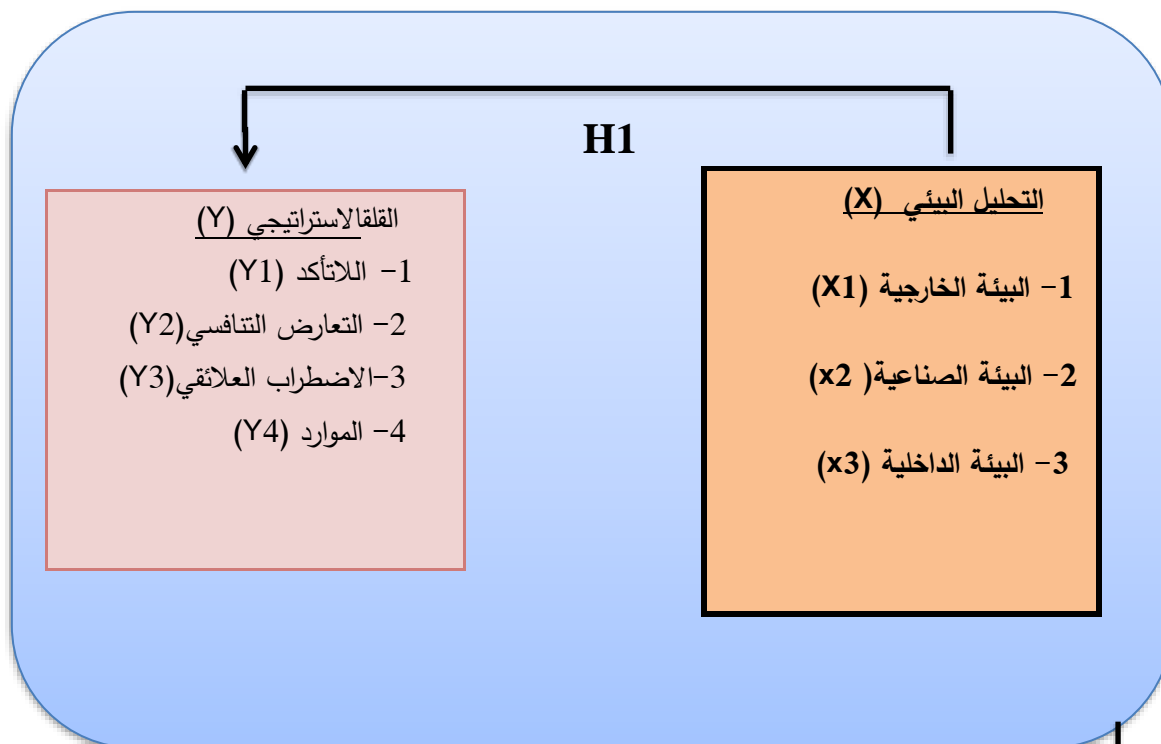 H1
التحليل البيئي (X)
1- البيئة الخارجية (X1)
2- البيئة الصناعية( x2)
3- البيئة الداخلية (x3)
القلقالاستراتيجي (Y)
1- اللاتأكد (Y1)
2- التعارض التنافسي(Y2)
3-الاضطراب العلائقي(Y3)
4- الموارد (Y4)